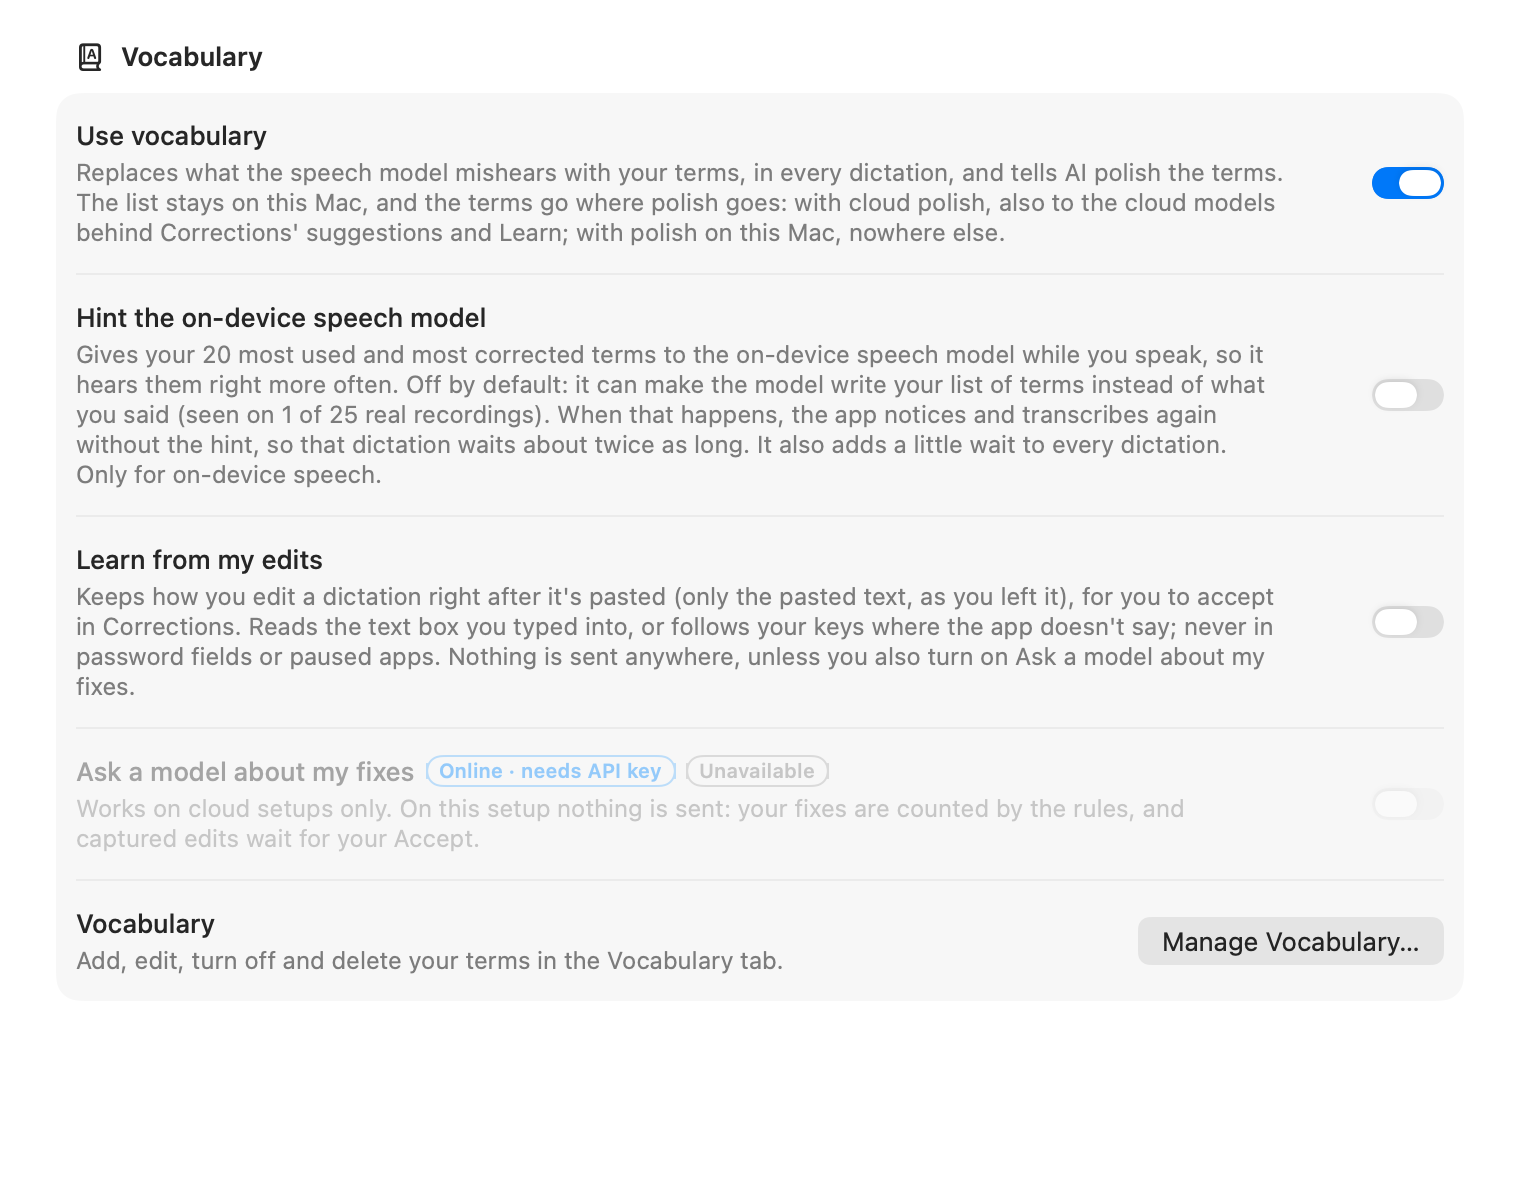 Vocabulary
Use vocabulary
Replaces what the speech model mishears with your terms, in every dictation, and tells AI polish the terms.
The list stays on this Mac, and the terms go where polish goes: with cloud polish, also to the cloud models
behind Corrections' suggestions and Learn; with polish on this Mac, nowhere else.
Hint the on-device speech model
Gives your 20 most used and most corrected terms to the on-device speech model while you speak, so it
hears them right more often. Off by default: it can make the model write your list of terms instead of what
you said (seen on 1 of 25 real recordings). When that happens, the app notices and transcribes again
without the hint, so that dictation waits about twice as long. It also adds a little wait to every dictation.
Only for on-device speech.
Learn from my edits
Keeps how you edit a dictation right after it's pasted (only the pasted text, as you left it), for you to accept
in Corrections. Reads the text box you typed into, or follows your keys where the app doesn't say; never in
password fields or paused apps. Nothing is sent anywhere, unless you also turn on Ask a model about my
fixes.
Ask a model about my fixes Online · needs API key Unavailable
Works on cloud setups only. On this setup nothing is sent: your fixes are counted by the rules, and
captured edits wait for your Accept.
Vocabulary
Add, edit, turn off and delete your terms in the Vocabulary tab.
Manage Vocabulary...